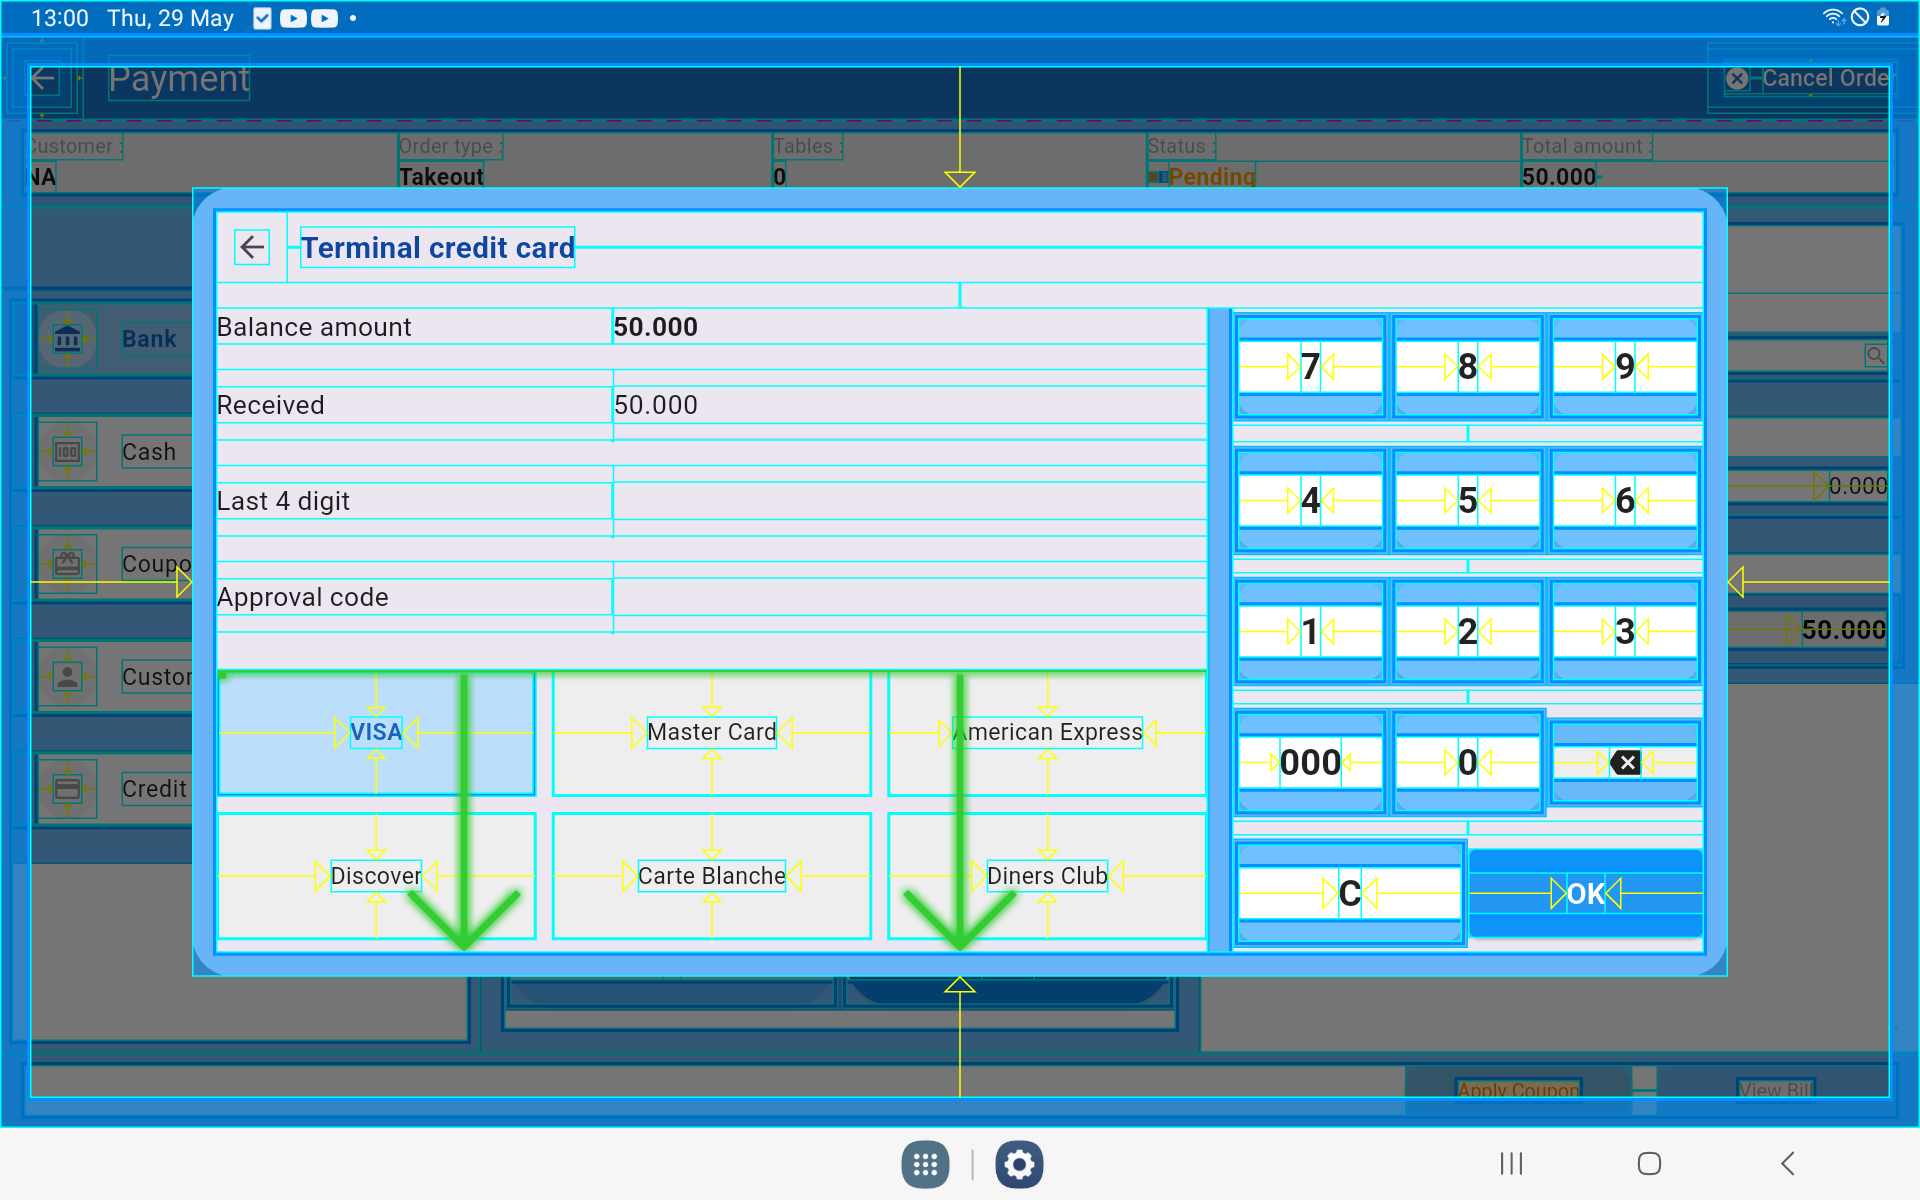 13:00 Thu, 29 May
Payment
Cancel Order
Customer : Order type : Tables : Status : Total amount :
NA Takeout 0 Pending 50.000
Terminal credit card
Balance amount 50.000
Received 50.000
Last 4 digit
Approval code
VISA Master Card American Express
Discover Carte Blanche Diners Club
7 8 9
4 5 6
1 2 3
000 0
C OK
Bank
Cash
Coupo
Custor
Credit
0.000
50.000
Apply Coupon View Bill